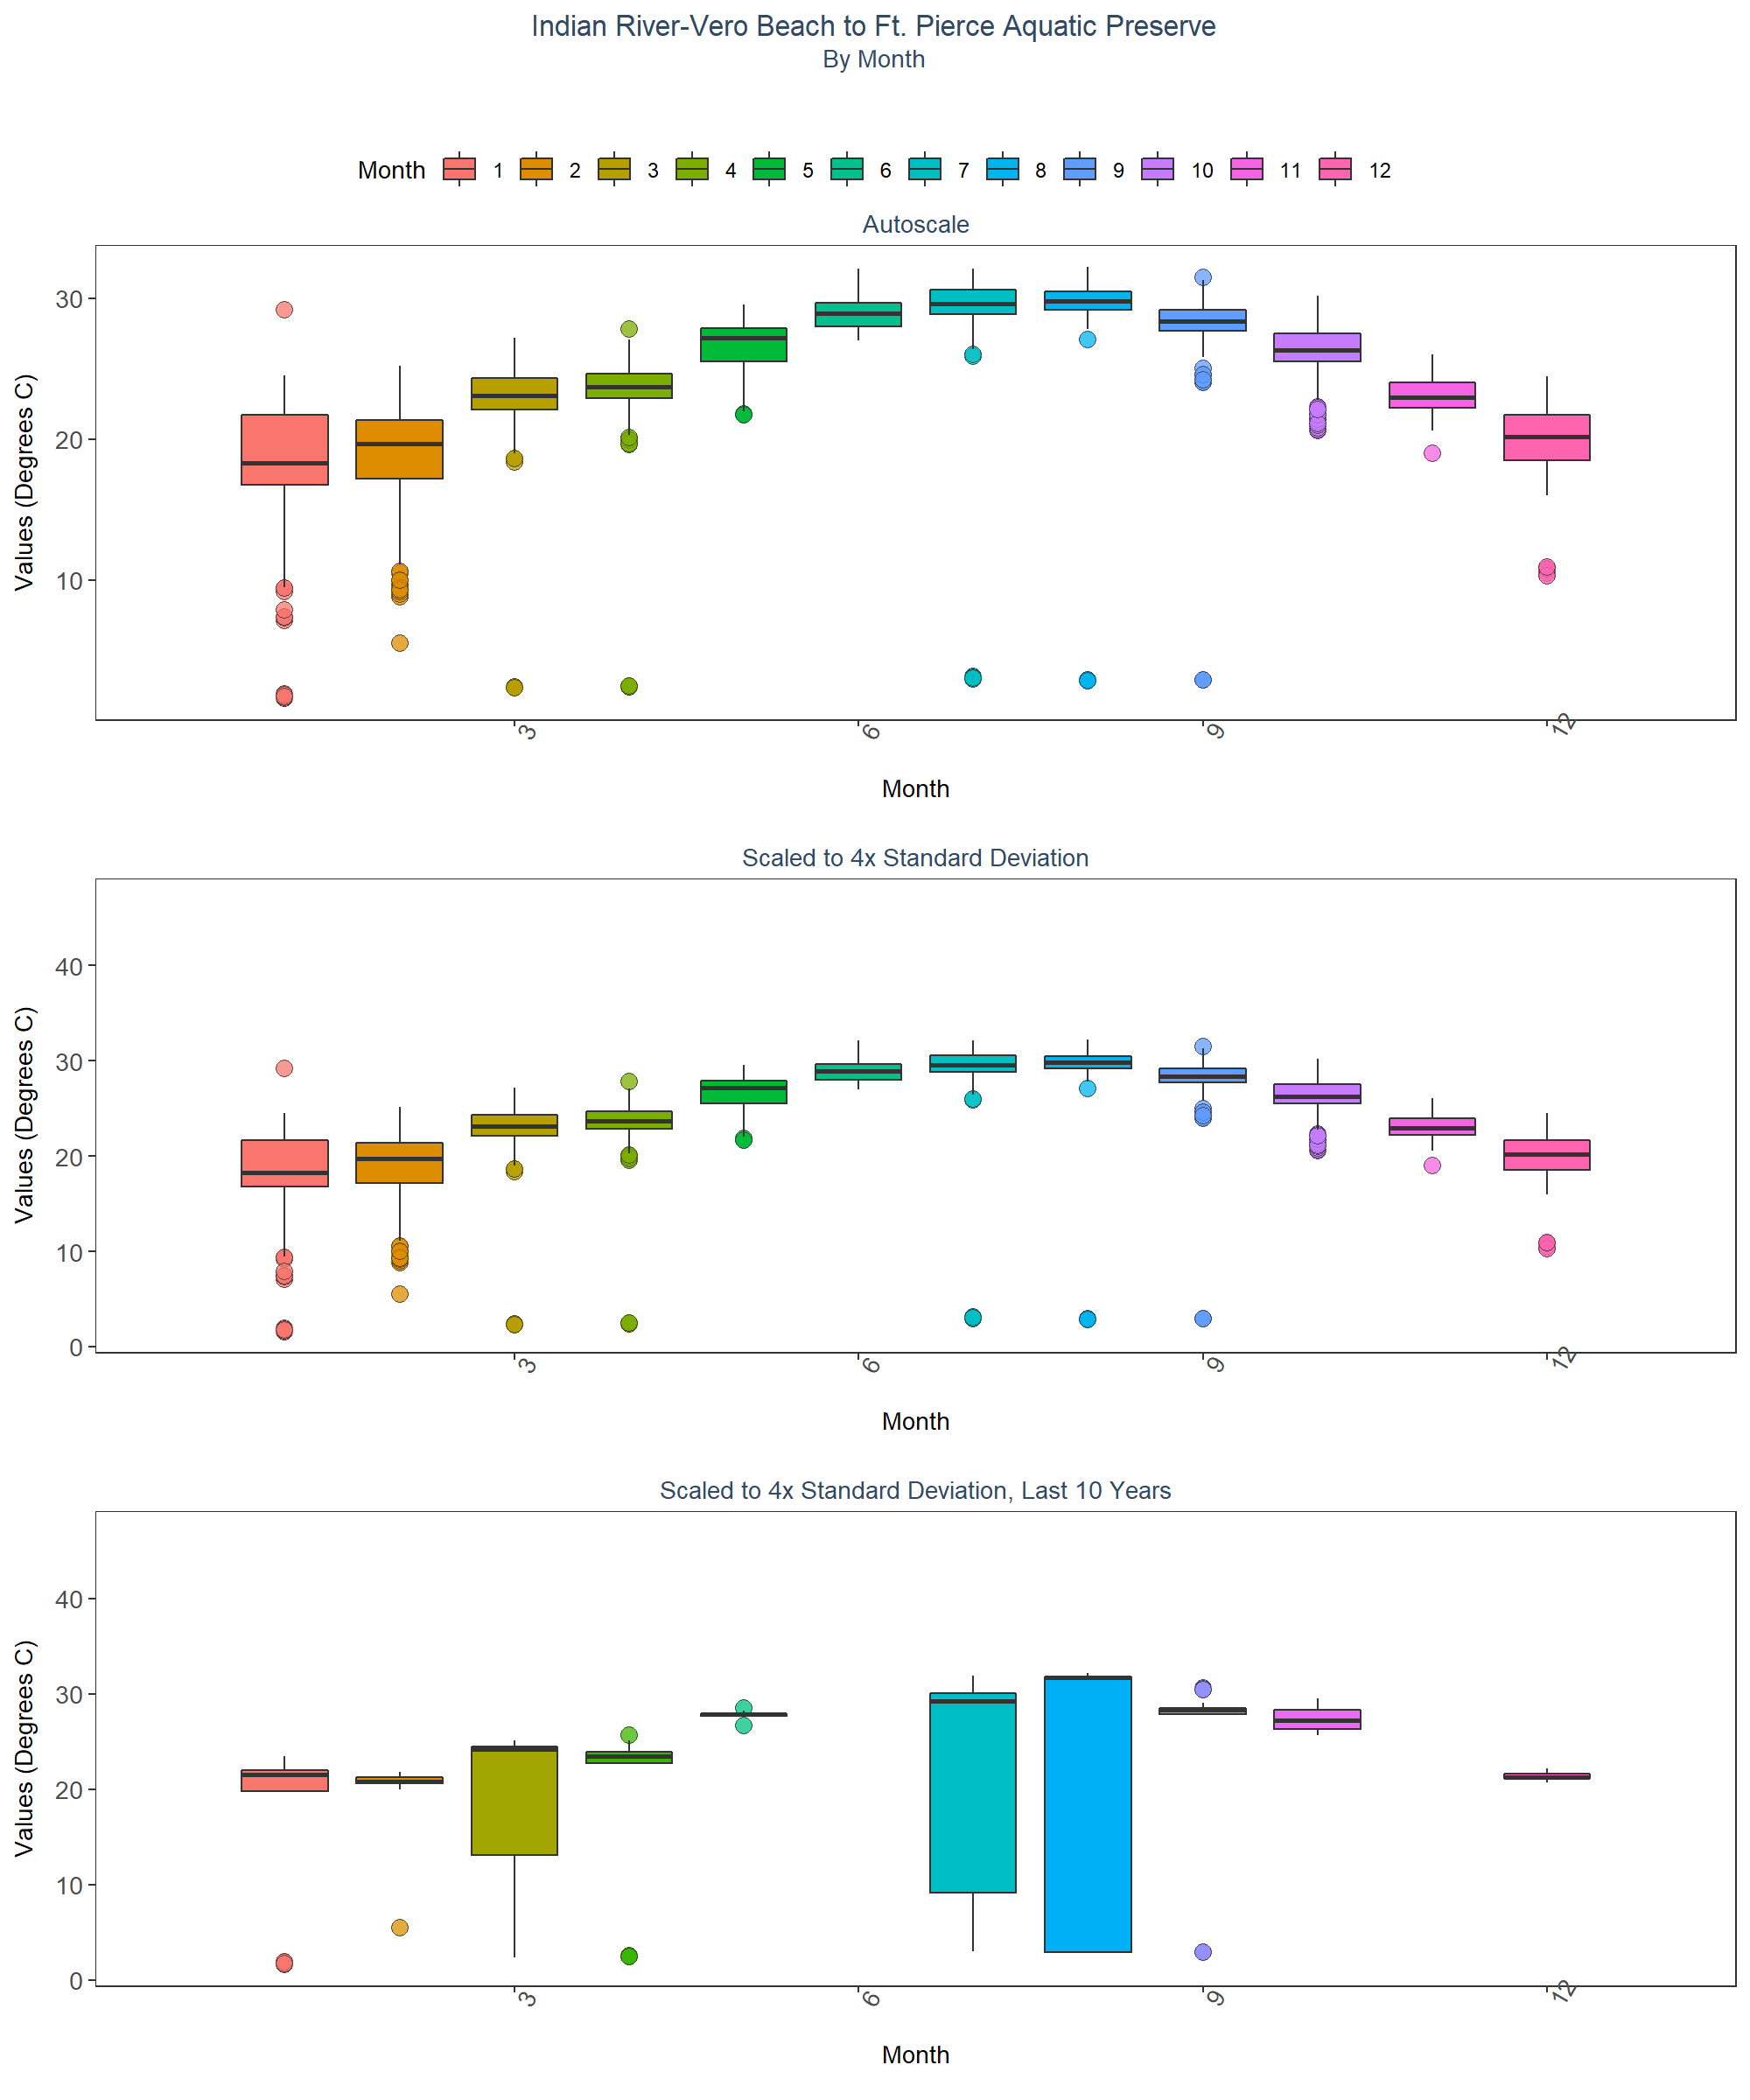 Indian River-Vero Beach to Ft. Pierce Aquatic Preserve
By Month
Month 1 2 3 4 5 6 7 8 9 10 11 12
Autoscale
Values (Degrees C)
30
20
10
3 6 9 12
Month
Scaled to 4x Standard Deviation
Values (Degrees C)
40
30
20
10
0
3 6 9 12
Month
Scaled to 4x Standard Deviation, Last 10 Years
Values (Degrees C)
40
30
20
10
0
3 6 9 12
Month